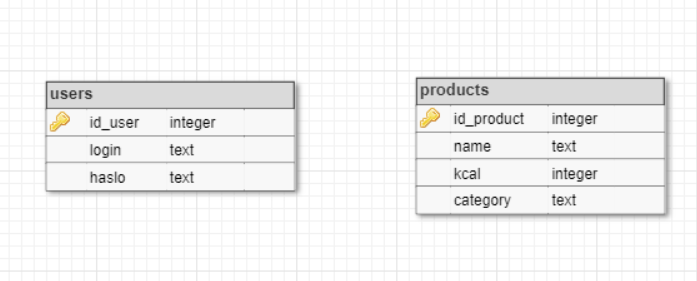 users
id_user integer
login text
haslo text
products
id_product integer
name text
kcal integer
category text